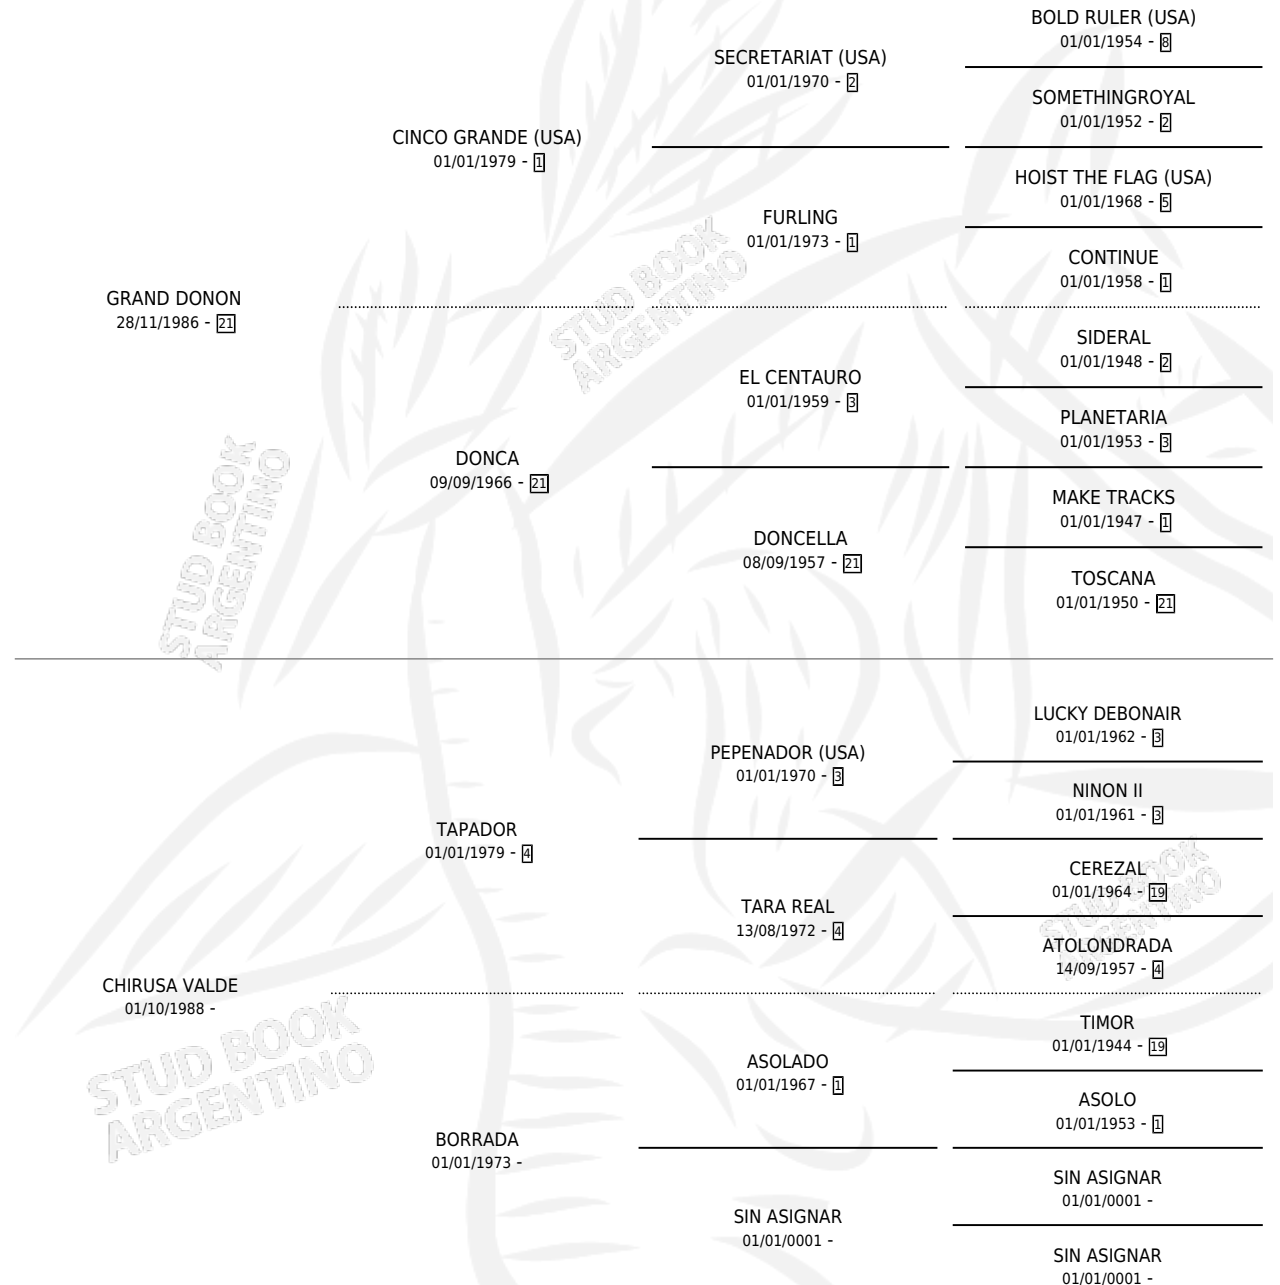 BOLD RULER (USA)
01/01/1954 - 8
SECRETARIAT (USA)
01/01/1970 - 2
SOMETHINGROYAL
01/01/1952 - 2
CINCO GRANDE (USA)
01/01/1979 - 1
HOIST THE FLAG (USA)
01/01/1968 - 5
FURLING
01/01/1973 - 1
CONTINUE
01/01/1958 - 1
GRAND DONON
28/11/1986 - 21
STUD BOOK
ARGENTINO
SIDERAL
01/01/1948 - 2
EL CENTAURO
01/01/1959 - 3
PLANETARIA
01/01/1953 - 3
DONCA
09/09/1966 - 21
MAKE TRACKS
01/01/1947 - 1
DONCELLA
08/09/1957 - 21
TOSCANA
01/01/1950 - 21
STUD BOOK
ARGENTINO
LUCKY DEBONAIR
01/01/1962 - 3
PEPENADOR (USA)
01/01/1970 - 3
NINON II
01/01/1961 - 3
TAPADOR
01/01/1979 - 4
CEREZAL
01/01/1964 - 19
TARA REAL
13/08/1972 - 4
STUD BOOK
ARGENTINO
ATOLONDRADA
14/09/1957 - 4
CHIRUSA VALDE
01/10/1988 -
STUD BOOK
ARGENTINO
TIMOR
01/01/1944 - 19
ASOLADO
01/01/1967 - 1
ASOLO
01/01/1953 - 1
BORRADA
01/01/1973 -
SIN ASIGNAR
01/01/0001 -
SIN ASIGNAR
01/01/0001 -
SIN ASIGNAR
01/01/0001 -